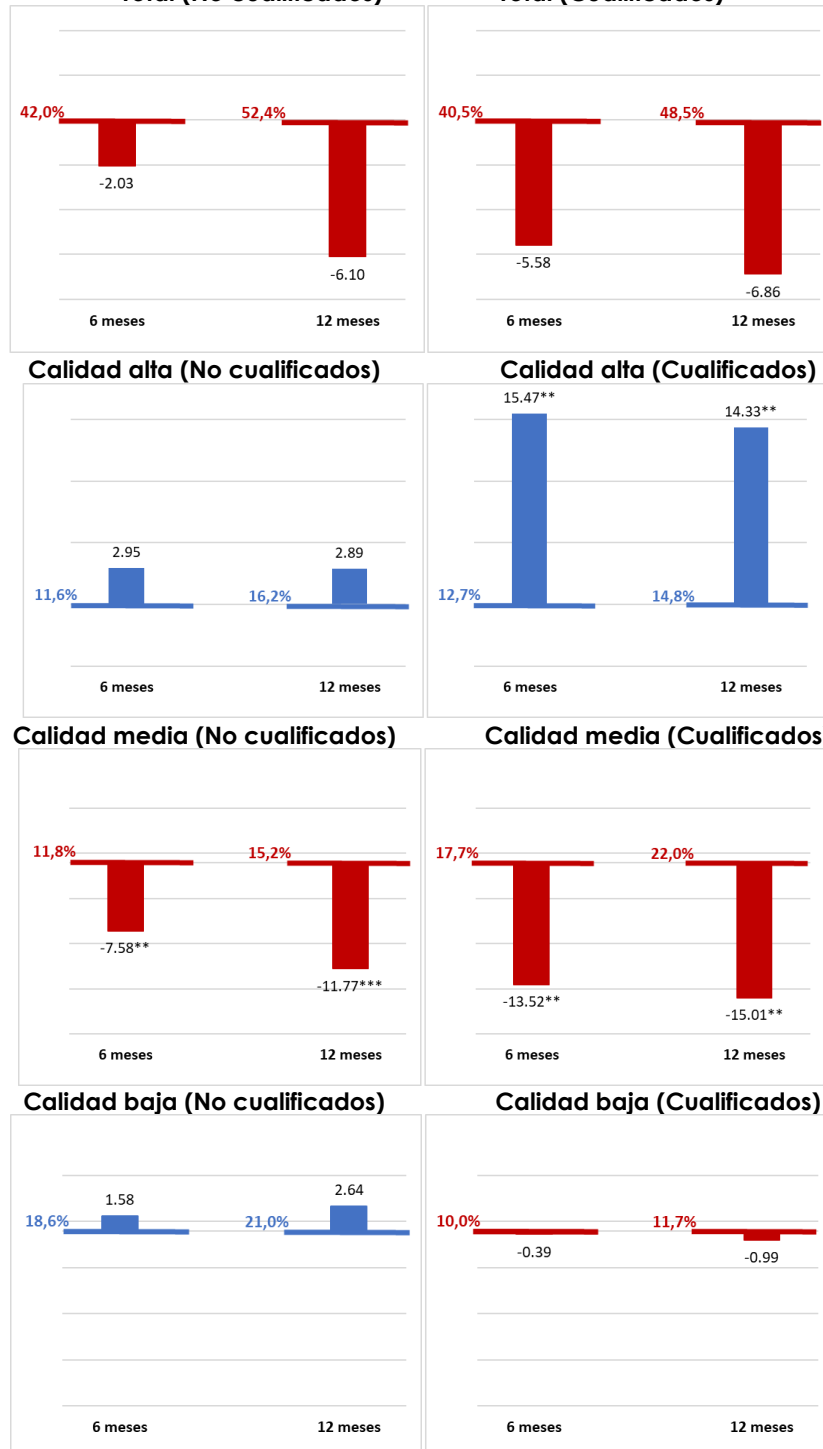 Total (No Cualificados)
Total (Cualificados)
42,0%
52,4%
-2.03
-6.10
6 meses
12 meses
40,5%
48,5%
-5.58
-6.86
6 meses
12 meses
Calidad alta (No cualificados)
Calidad alta (Cualificados)
11,6%
2.95
16,2%
2.89
6 meses
12 meses
12,7%
15.47**
14,8%
14.33**
6 meses
12 meses
Calidad media (No cualificados)
Calidad media (Cualificados
11,8%
15,2%
-7.58**
-11.77***
6 meses
12 meses
17,7%
22,0%
-13.52**
-15.01**
6 meses
12 meses
Calidad baja (No cualificados)
Calidad baja (Cualificados)
18,6%
1.58
21,0%
2.64
6 meses
12 meses
10,0%
11,7%
-0.39
-0.99
6 meses
12 meses